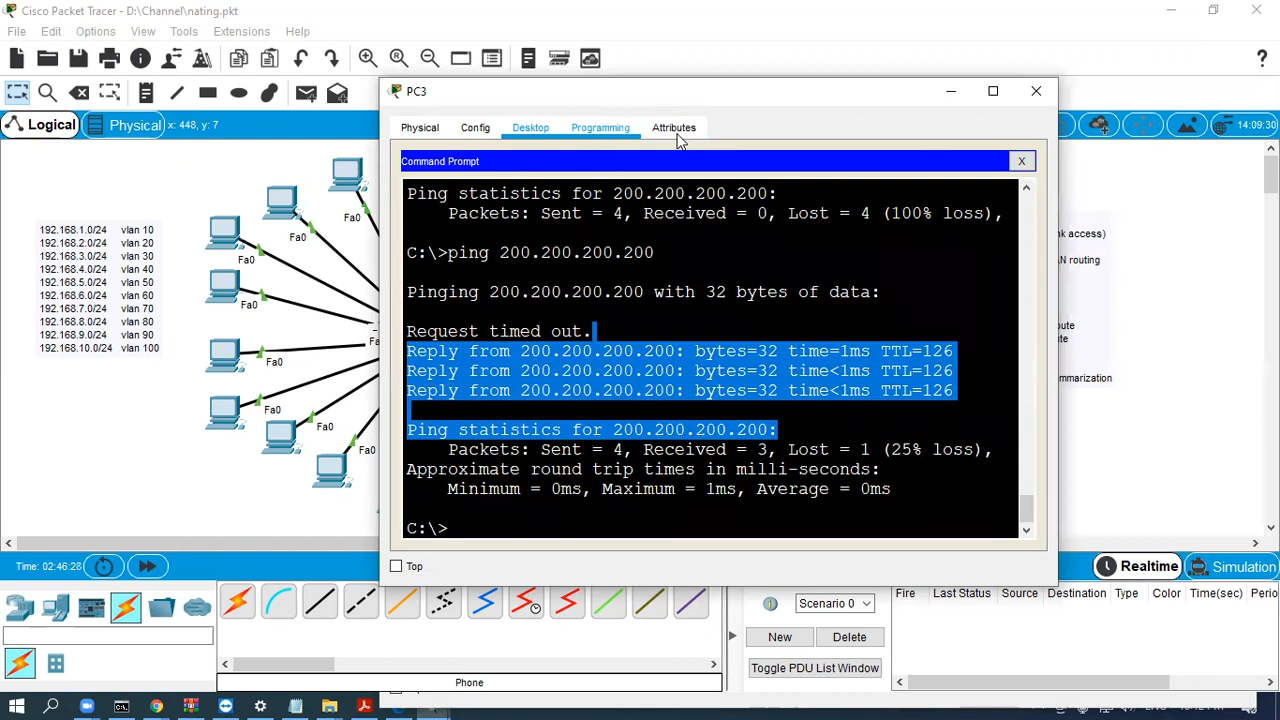 Cisco Packet Tracer - D:\Channel\nating.pkt
File Edit Options View Tools Extensions Help
Logical Physical x: 448, y: 7
14:09:30
PC3
Physical Config Desktop Programming Attributes
Command Prompt
X
Ping statistics for 200.200.200.200:
Packets: Sent = 4, Received = 0, Lost = 4 (100% loss),
C:\>ping 200.200.200.200
Pinging 200.200.200.200 with 32 bytes of data:
Request timed out.
Reply from 200.200.200.200: bytes=32 time=1ms TTL=126
Reply from 200.200.200.200: bytes=32 time<1ms TTL=126
Reply from 200.200.200.200: bytes=32 time<1ms TTL=126
Ping statistics for 200.200.200.200:
Packets: Sent = 4, Received = 3, Lost = 1 (25% loss),
Approximate round trip times in milli-seconds:
Minimum = 0ms, Maximum = 1ms, Average = 0ms
C:\>
Top
192.168.1.0/24 vlan 10
192.168.2.0/24 vlan 20
192.168.3.0/24 vlan 30
192.168.4.0/24 vlan 40
192.168.5.0/24 vlan 50
192.168.6.0/24 vlan 60
192.168.7.0/24 vlan 70
192.168.8.0/24 vlan 80
192.168.9.0/24 vlan 90
192.168.10.0/24 vlan 100
Fa0
Fa0
Fa0
Fa0
Fa0
Fa0
Fa0
Fa0
Fa
nk access)
AN routing
ute
mmarization
Time: 02:46:28
Realtime Simulation
Scenario 0
Fire Last Status Source Destination Type Color Time(sec) Perio
New Delete
Toggle PDU List Window
Phone
ENG